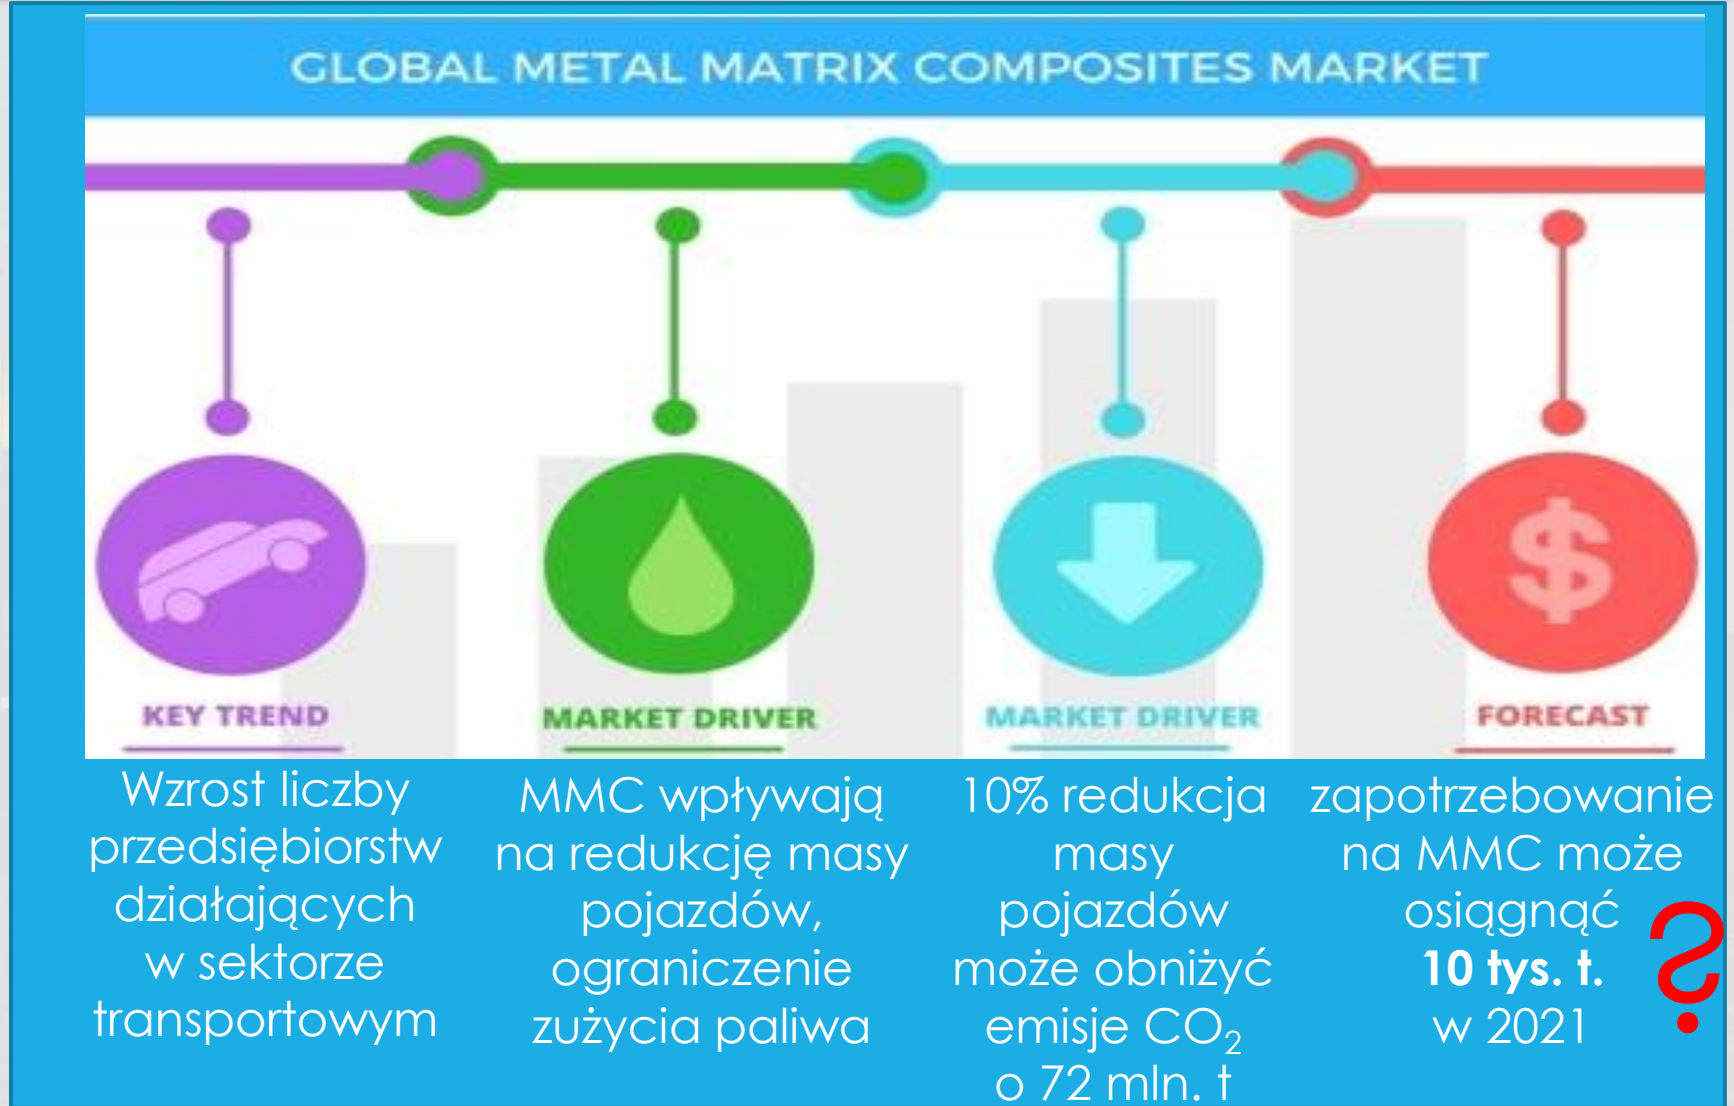 GLOBAL METAL MATRIX COMPOSITES MARKET
$
KEY TREND
Wzrost liczby
przedsiębiorstw
działających
w sektorze
transportowym
MARKET DRIVER
MMC wpływają
na redukcję masy
pojazdów,
ograniczenie
zużycia paliwa
MARKET DRIVER
10% redukcja
masy
pojazdów
może obniżyć
emisje CO₂
o 72 mln. t
FORECAST
zapotrzebowanie
na MMC może
osiągnąć
10 tys. t.
w 2021
?